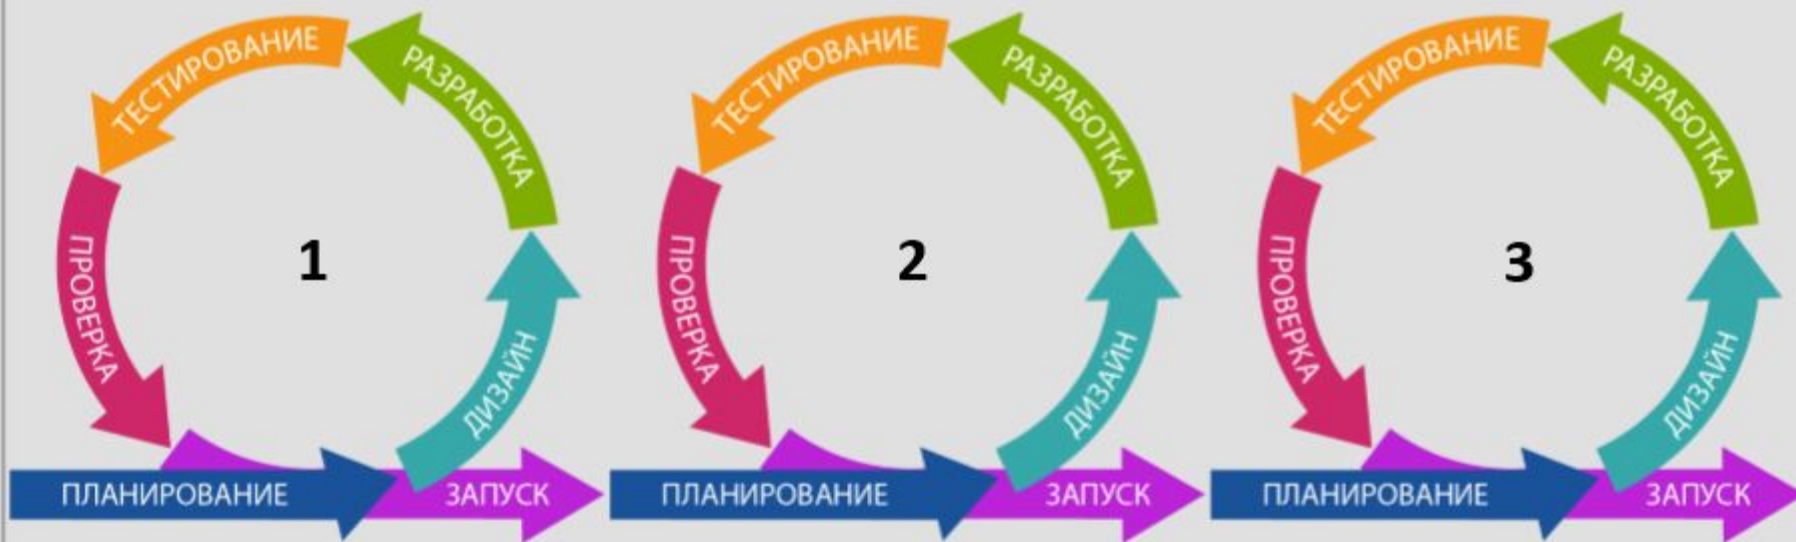 ТЕСТИРОВАНИЕ
РАЗРАБОТКА
ПРОВЕРКА
1
ДИЗАЙН
ПЛАНИРОВАНИЕ
ЗАПУСК
ТЕСТИРОВАНИЕ
РАЗРАБОТКА
ПРОВЕРКА
2
ДИЗАЙН
ПЛАНИРОВАНИЕ
ЗАПУСК
ТЕСТИРОВАНИЕ
РАЗРАБОТКА
ПРОВЕРКА
3
ДИЗАЙН
ПЛАНИРОВАНИЕ
ЗАПУСК